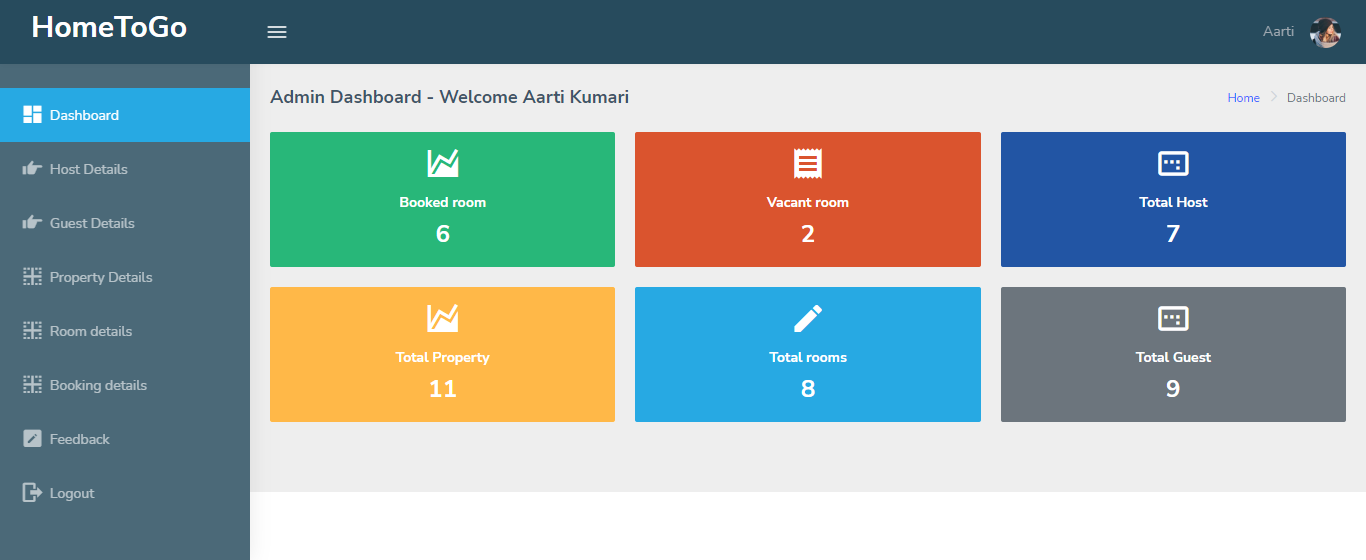 HomeToGo
Aarti
Dashboard
Host Details
Guest Details
Property Details
Room details
Booking details
Feedback
Logout
Admin Dashboard - Welcome Aarti Kumari
Home > Dashboard
Booked room
6
Vacant room
2
Total Host
7
Total Property
11
Total rooms
8
Total Guest
9